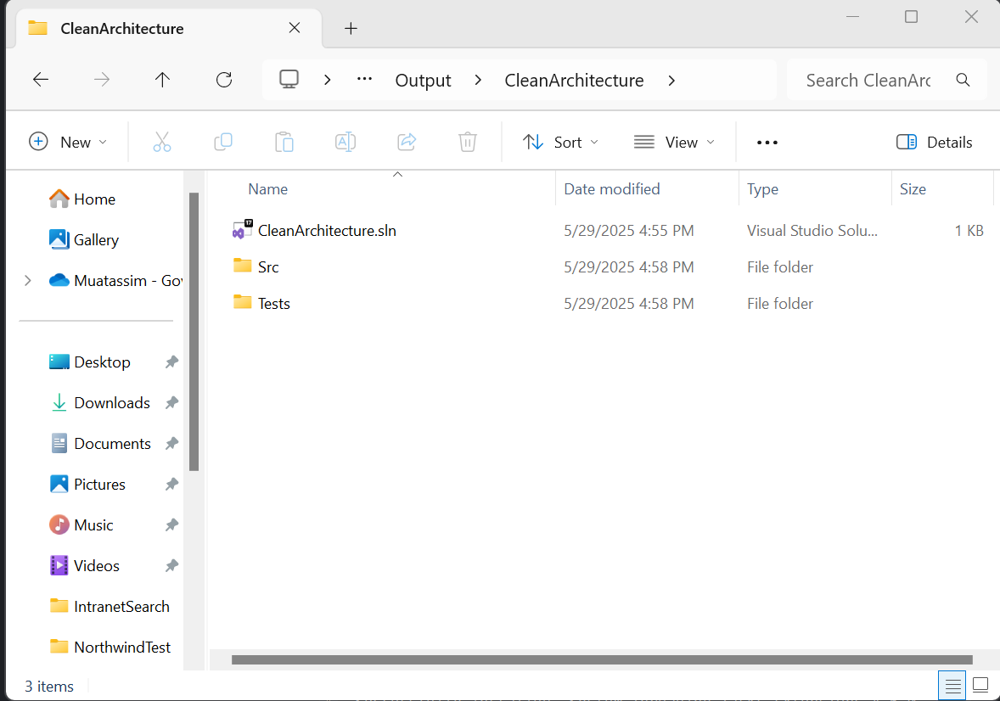 CleanArchitecture
Output
CleanArchitecture
Search CleanArc
New
Sort
View
Details
Name
Date modified
Type
Size
CleanArchitecture.sln 5/29/2025 4:55 PM Visual Studio Solu... 1 KB
Src 5/29/2025 4:58 PM File folder
Tests 5/29/2025 4:58 PM File folder
Home
Gallery
Muatassim - Gov
Desktop
Downloads
Documents
Pictures
Music
Videos
IntranetSearch
NorthwindTest
3 items